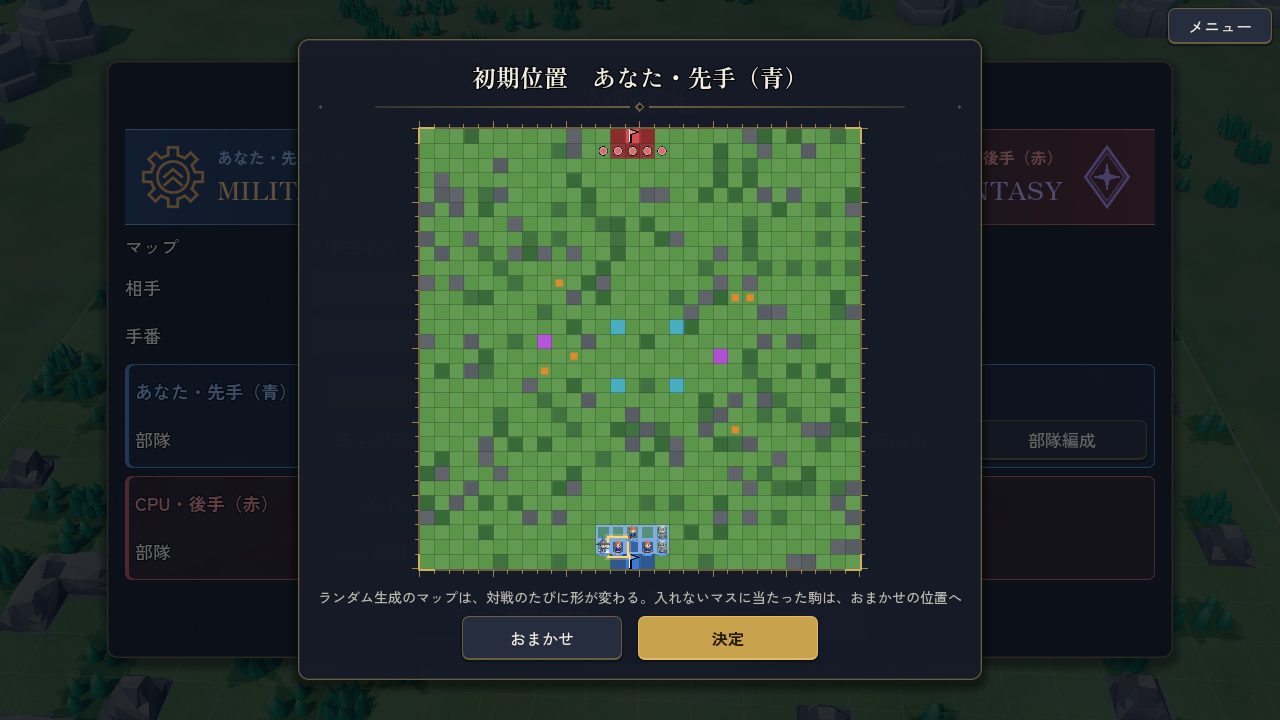 メニュー
初期位置 あなた・先手（青）
あなた・先
後手（赤）
MILIT
NTASY
マップ
相手
手番
あなた・先手（青）
部隊
部隊編成
CPU・後手（赤）
部隊
ランダム生成のマップは、対戦のたびに形が変わる。入れないマスに当たった駒は、おまかせの位置へ
おまかせ
決定